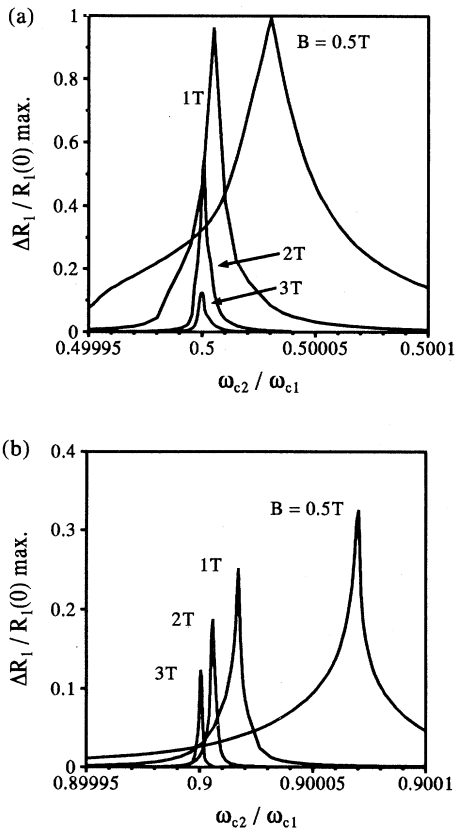 (a)
ΔR1 / R1(0) max.
1
0.8
0.6
0.4
0.2
0
B = 0.5T
1T
2T
3T
0.49995 0.5 0.50005 0.5001
ωc2 / ωc1
(b)
ΔR1 / R1(0) max.
0.4
0.3
0.2
0.1
0
B = 0.5T
1T
2T
3T
0.89995 0.9 0.900005 0.9001
ωc2 / ωc1